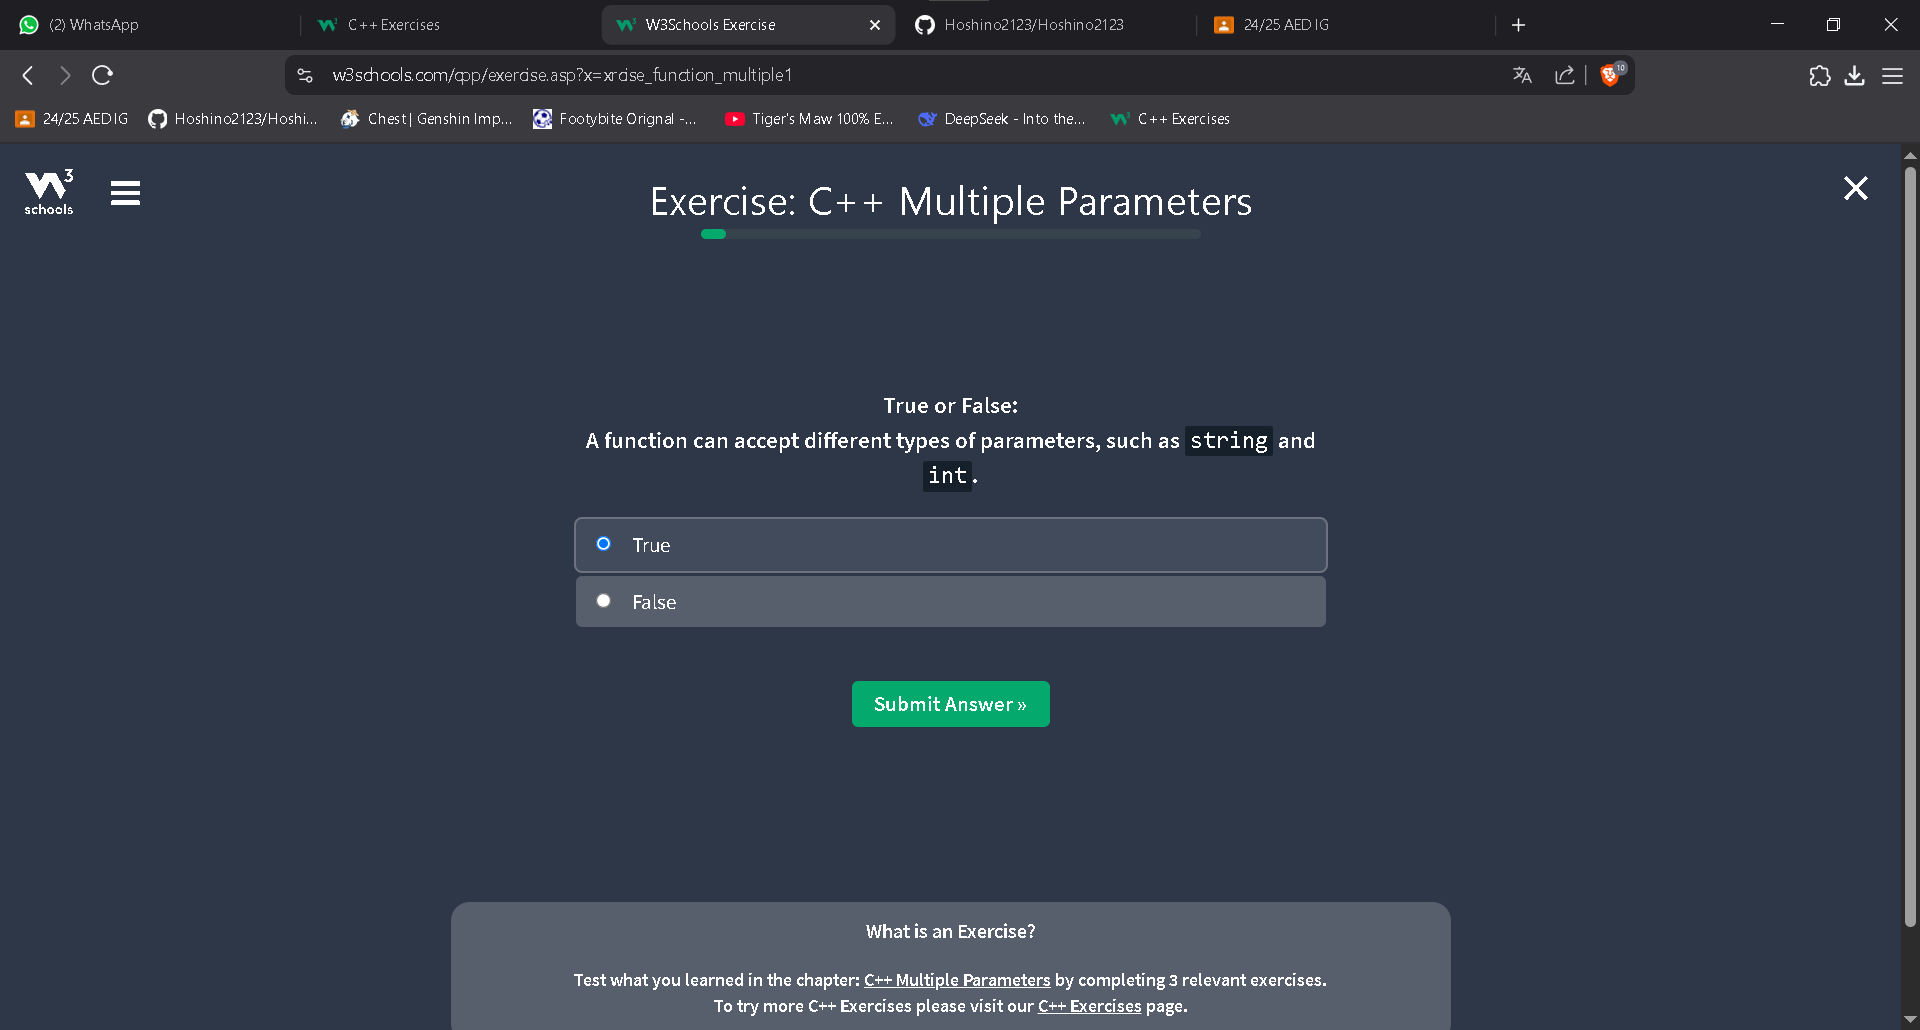 (2) WhatsApp
C++ Exercises
W3Schools Exercise
Hoshino2123/Hoshino2123
24/25 AED IG
w3schools.com/cpp/exercise.asp?x=xrcise_function_multiple1
10
24/25 AED IG
Hoshino2123/Hoshi...
Chest | Genshin Imp...
Footybite Orignal -...
Tiger's Maw 100% E...
DeepSeek - Into the...
C++ Exercises
W3
schools
Exercise: C++ Multiple Parameters
True or False:
A function can accept different types of parameters, such as string and
int.
True
False
Submit Answer »
What is an Exercise?
Test what you learned in the chapter: C++ Multiple Parameters by completing 3 relevant exercises.
To try more C++ Exercises please visit our C++ Exercises page.